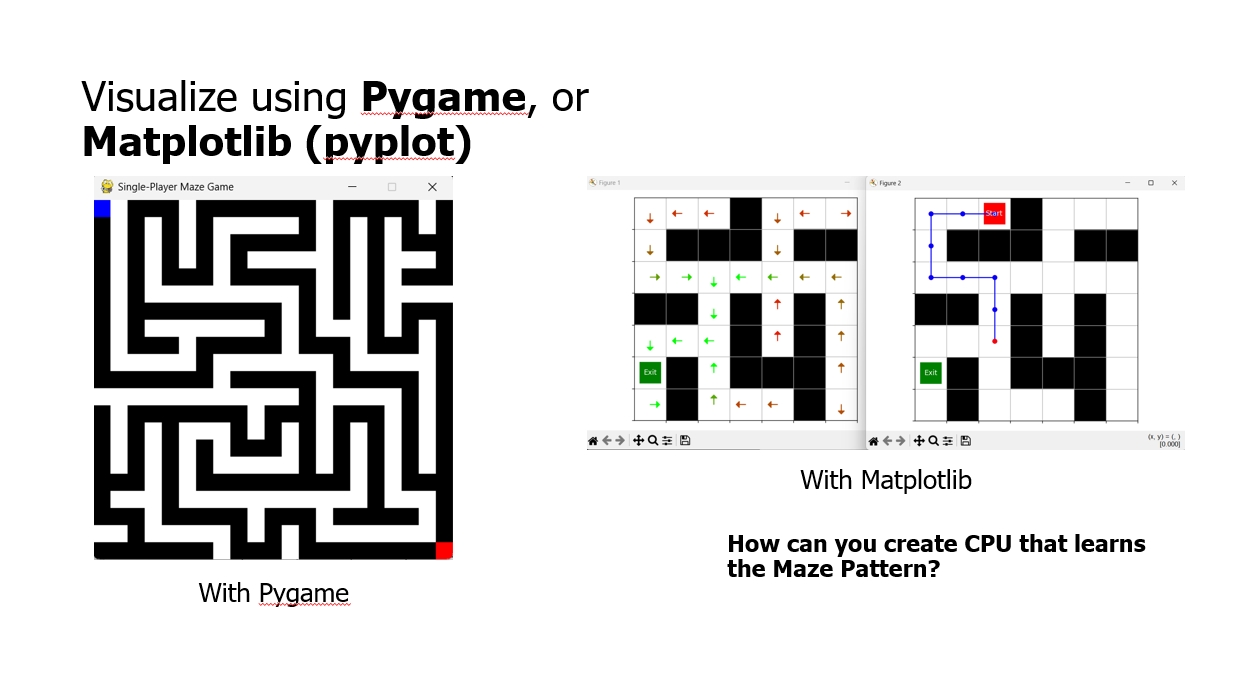 Visualize using Pygame, or
Matplotlib (pyplot)
Single-Player Maze Game
With Pygame
Figure 1
Exit
Figure 2
Start
Exit
(x, y) = (, )
[0.000]
With Matplotlib
How can you create CPU that learns
the Maze Pattern?